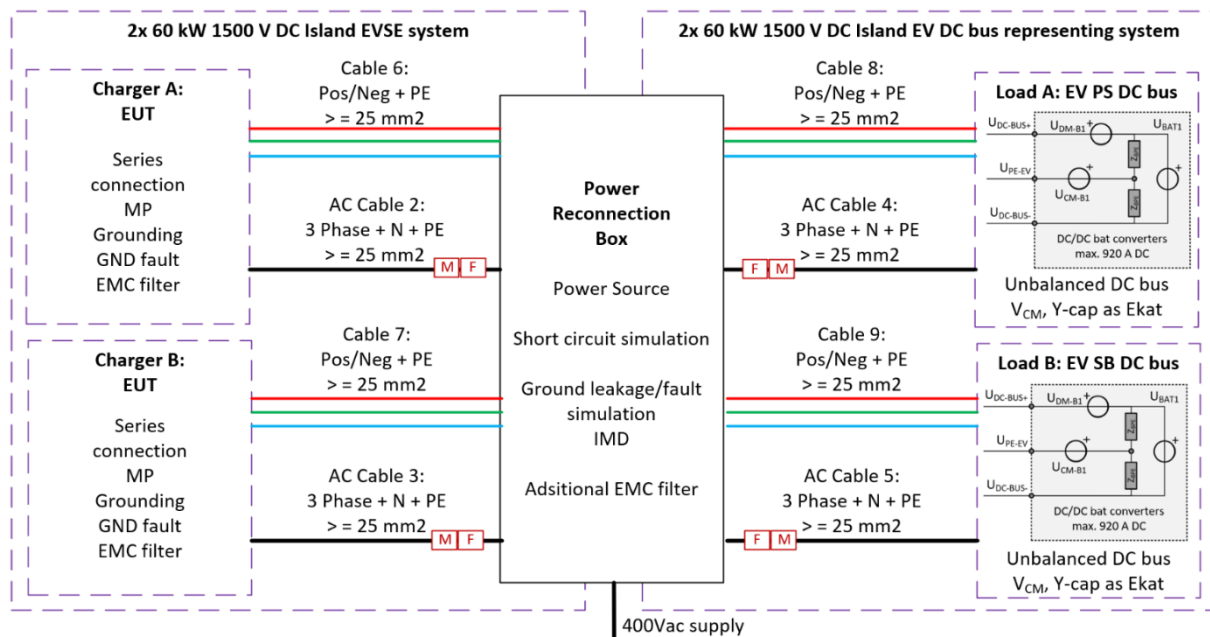 2x 60 kW 1500 V DC Island EVSE system
Charger A:
EUT
Series
connection
MP
Grounding
GND fault
EMC filter
Cable 6:
Pos/Neg + PE
> = 25 mm2
AC Cable 2:
3 Phase + N + PE
> = 25 mm2
M F
Charger B:
EUT
Series
connection
MP
Grounding
GND fault
EMC filter
Cable 7:
Pos/Neg + PE
> = 25 mm2
AC Cable 3:
3 Phase + N + PE
> = 25 mm2
M F
Power
Reconnection
Box
Power Source
Short circuit simulation
Ground leakage/fault
simulation
IMD
Adsitional EMC filter
400Vac supply
2x 60 kW 1500 V DC Island EV DC bus representing system
Cable 8:
Pos/Neg + PE
> = 25 mm2
AC Cable 4:
3 Phase + N + PE
> = 25 mm2
F M
Load A: EV PS DC bus
UDC-BUS+
UDM-B1
+
UBAT1
UPE-EV
+
UCM-B1
+
UDC-BUS-
DC/DC bat converters
max. 920 A DC
Unbalanced DC bus
VCM, Y-cap as Ekat
Cable 9:
Pos/Neg + PE
> = 25 mm2
AC Cable 5:
3 Phase + N + PE
> = 25 mm2
F M
Load B: EV SB DC bus
UDC-BUS+
UDM-B1
+
UBAT1
UPE-EV
+
UCM-B1
+
UDC-BUS-
DC/DC bat converters
max. 920 A DC
Unbalanced DC bus
VCM, Y-cap as Ekat